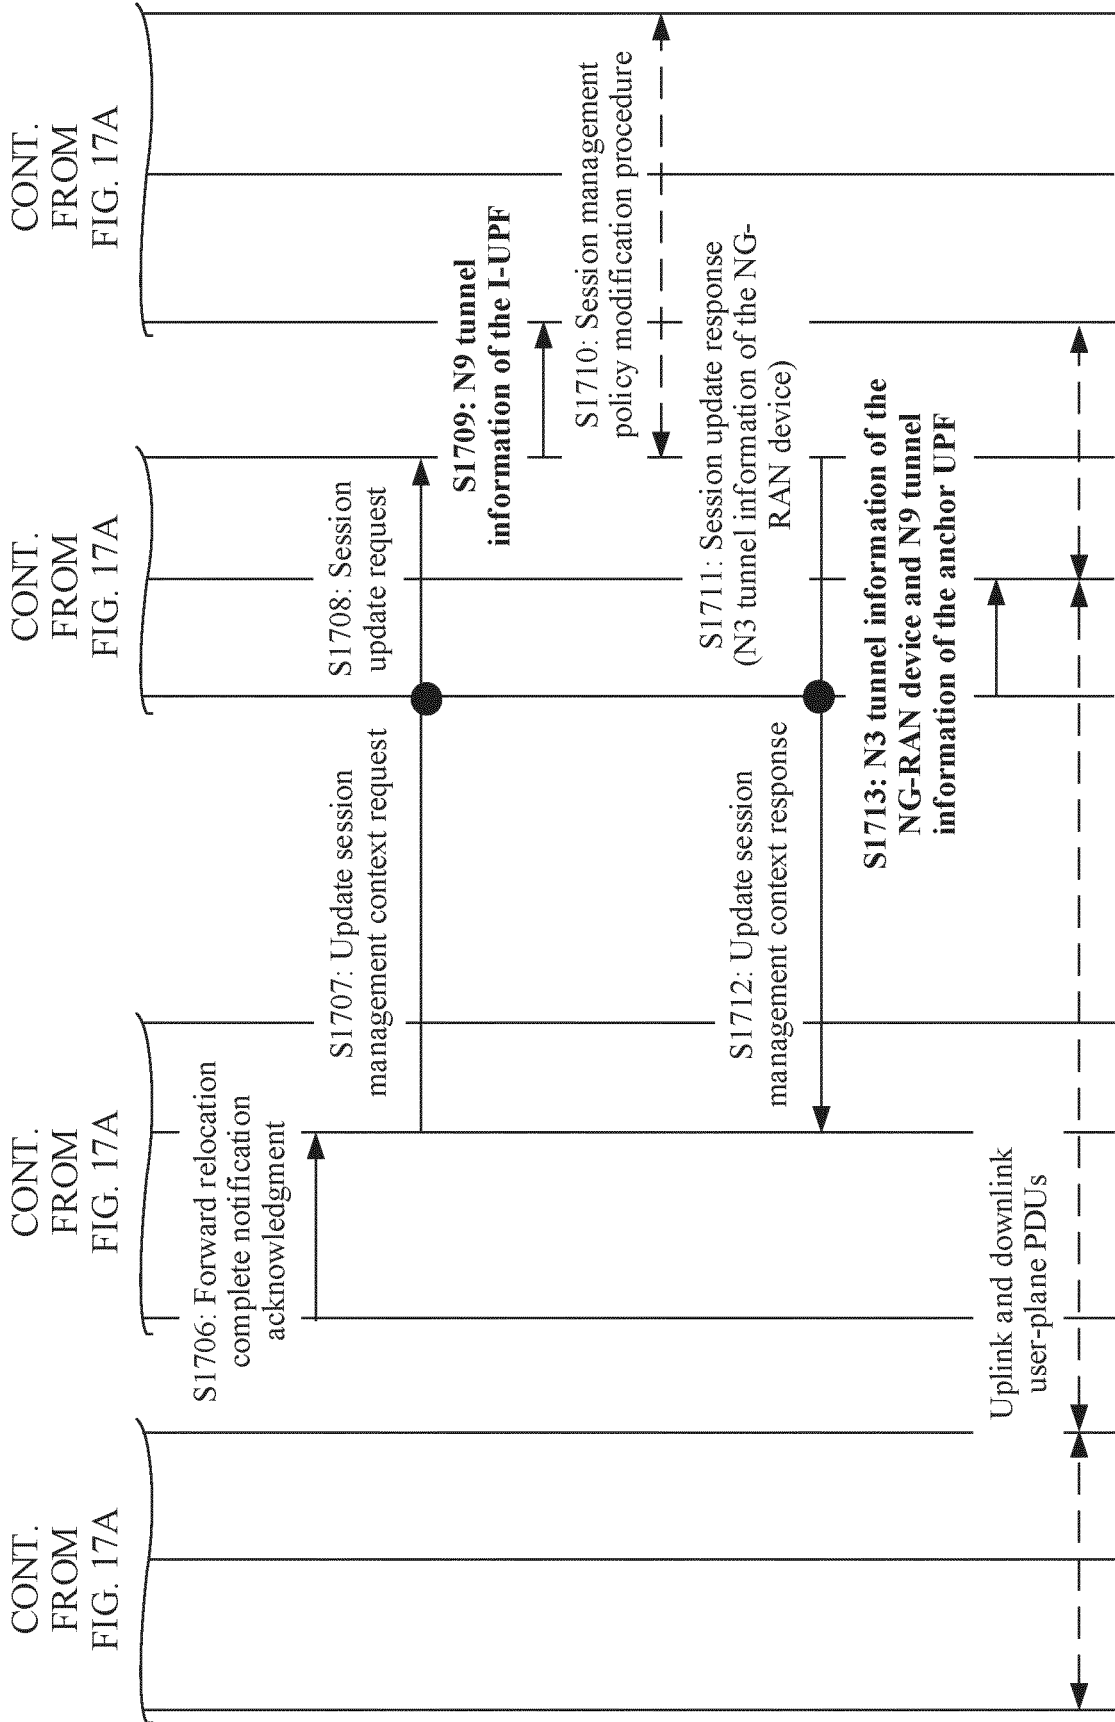 CONT.
FROM
FIG. 17A
CONT.
FROM
FIG. 17A
CONT.
FROM
FIG. 17A
CONT.
FROM
FIG. 17A
S1706: Forward relocation
complete notification
acknowledgment
S1707: Update session
management context request
S1708: Session
update request
S1709: N9 tunnel
information of the I-UPF
S1710: Session management
policy modification procedure
S1711: Session update response
(N3 tunnel information of the NG-
RAN device)
S1712: Update session
management context response
S1713: N3 tunnel information of the
NG-RAN device and N9 tunnel
information of the anchor UPF
Uplink and downlink
user-plane PDUs